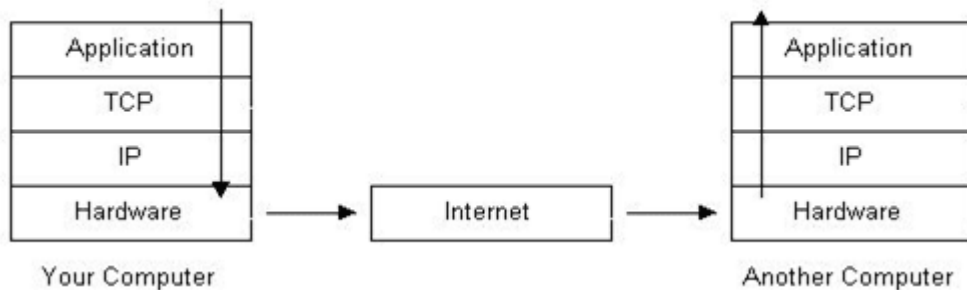 Application
TCP
IP
Hardware
Your Computer
Internet
Application
TCP
IP
Hardware
Another Computer